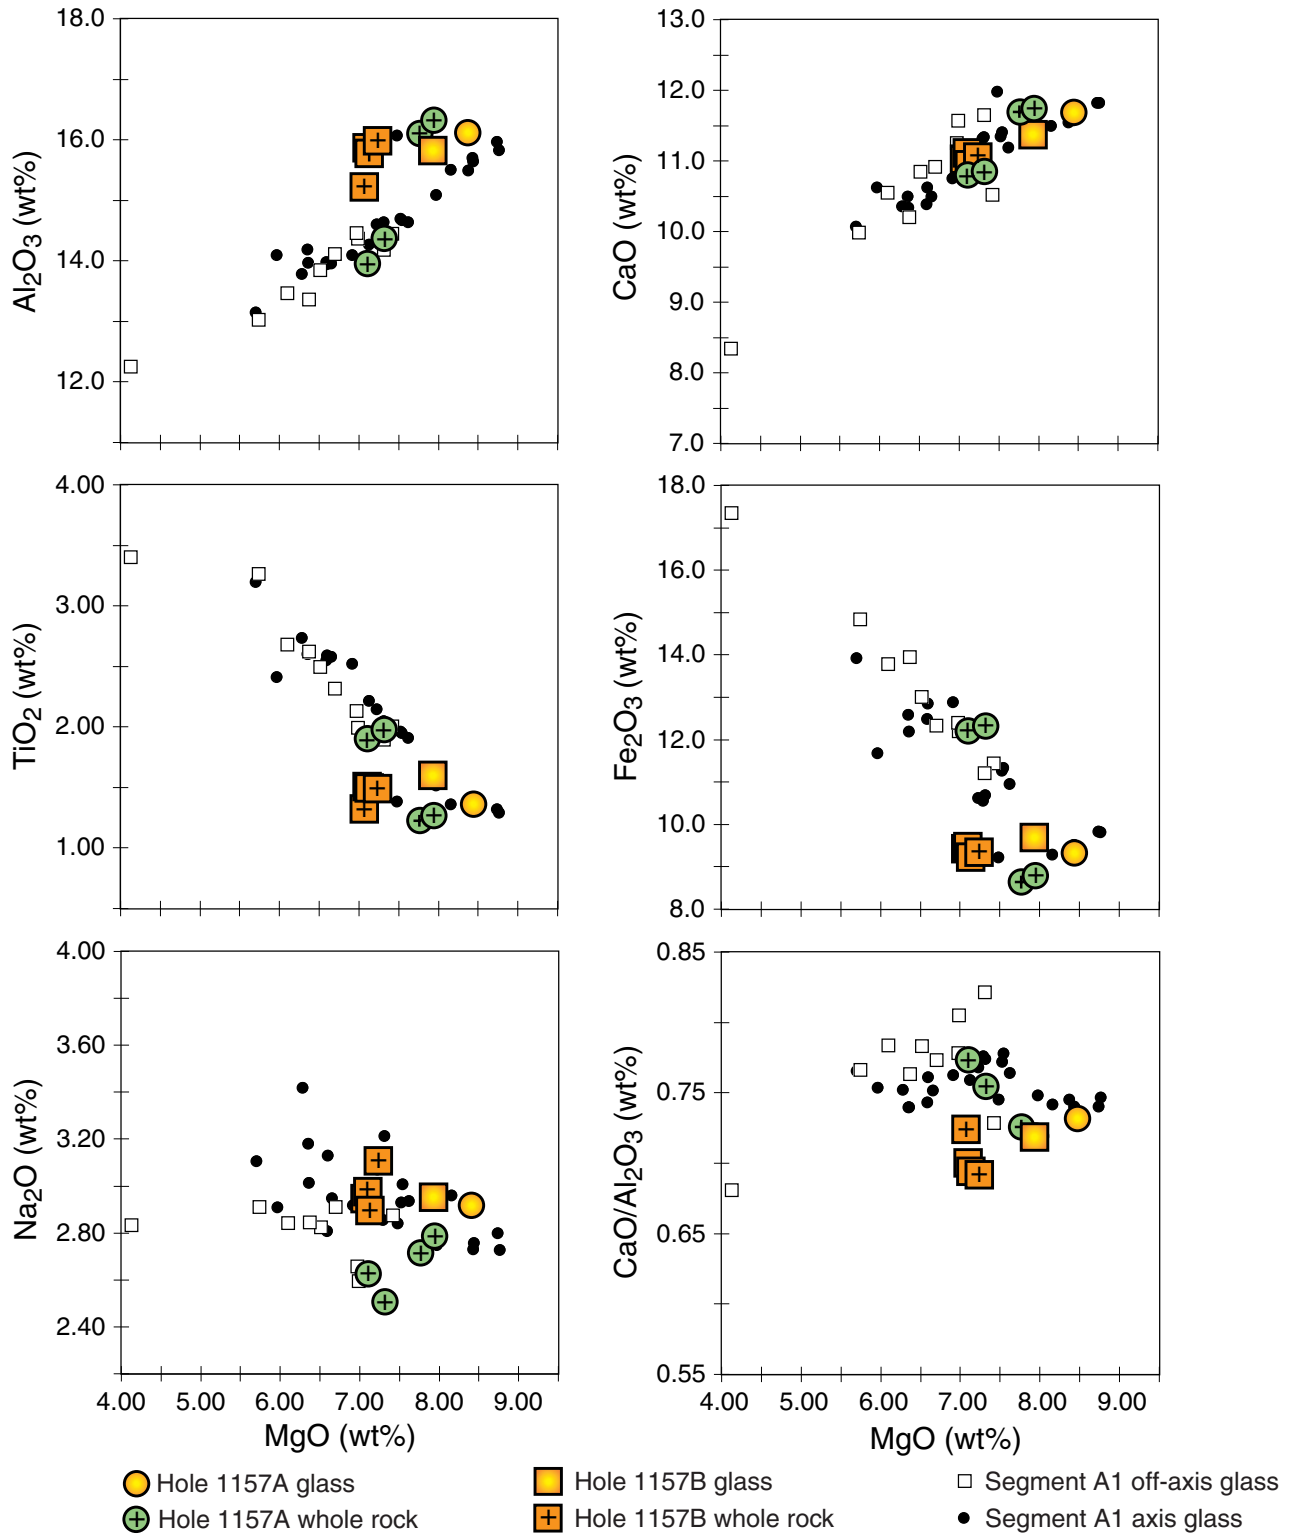 18.0
16.0
14.0
12.0
Al2O3 (wt%)
13.0
12.0
11.0
10.0
9.0
8.0
7.0
CaO (wt%)
4.00
3.00
2.00
1.00
TiO2 (wt%)
18.0
16.0
14.0
12.0
10.0
8.0
Fe2O3 (wt%)
4.00
3.60
3.20
2.80
2.40
Na2O (wt%)
4.00 5.00 6.00 7.00 8.00 9.00
MgO (wt%)
0.85
0.75
0.65
0.55
CaO/Al2O3 (wt%)
4.00 5.00 6.00 7.00 8.00 9.00
MgO (wt%)
Hole 1157A glass
Hole 1157B glass
Segment A1 off-axis glass
Hole 1157A whole rock
Hole 1157B whole rock
Segment A1 axis glass